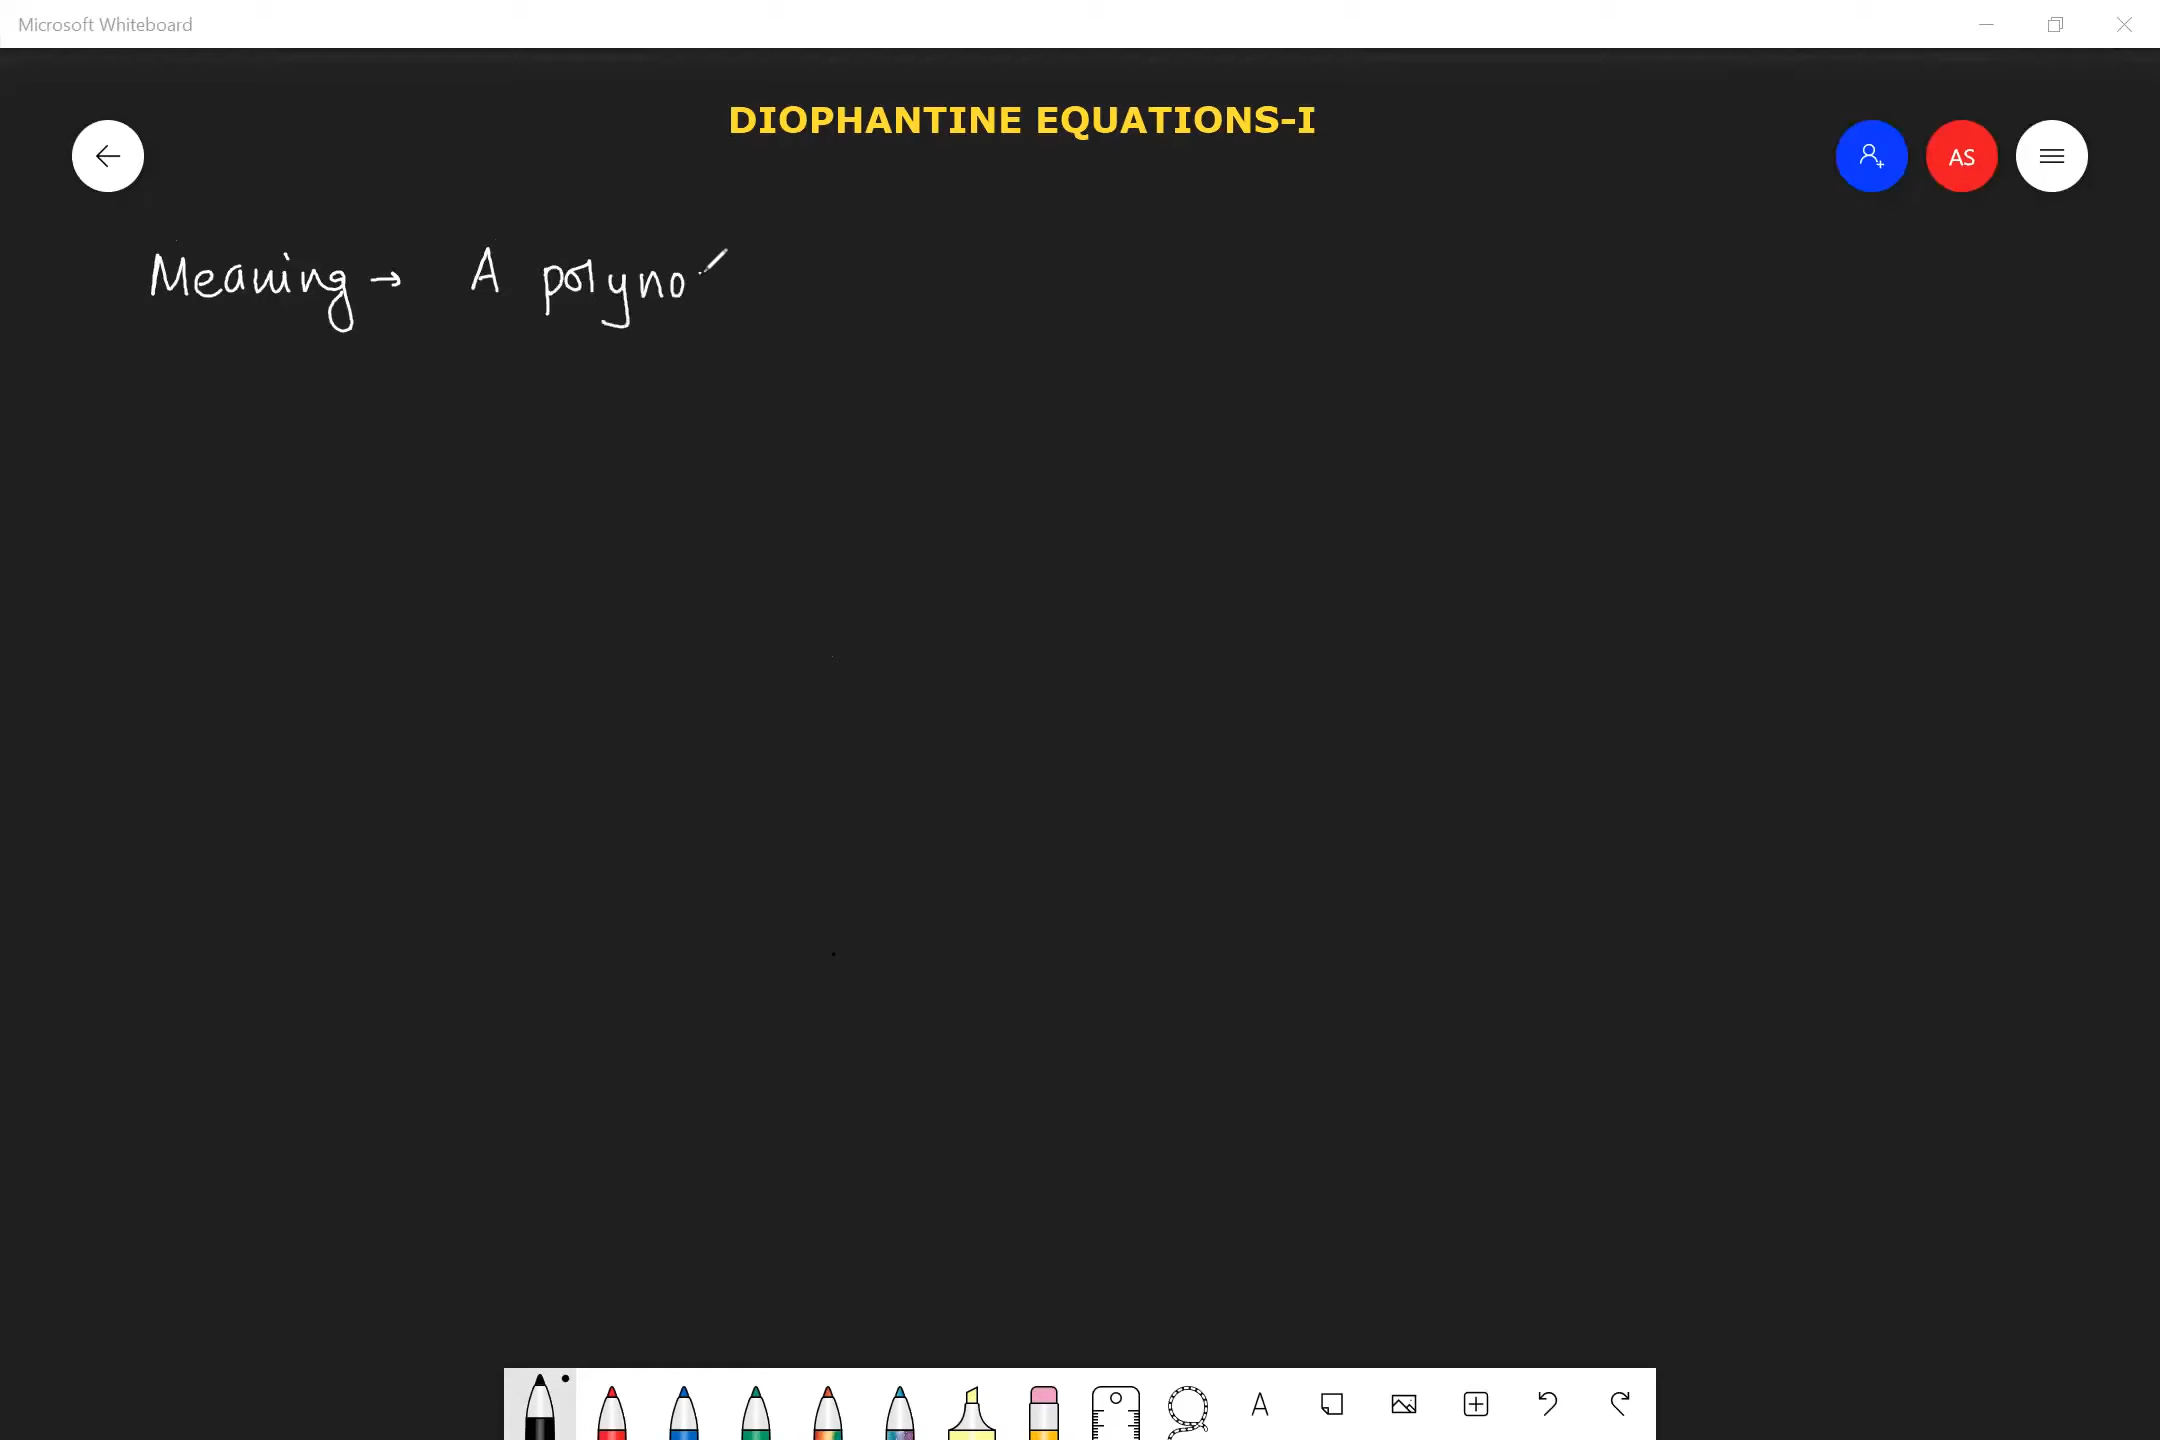 Microsoft Whiteboard
DIOPHANTINE EQUATIONS-I
AS
Meaning → A polyno
A